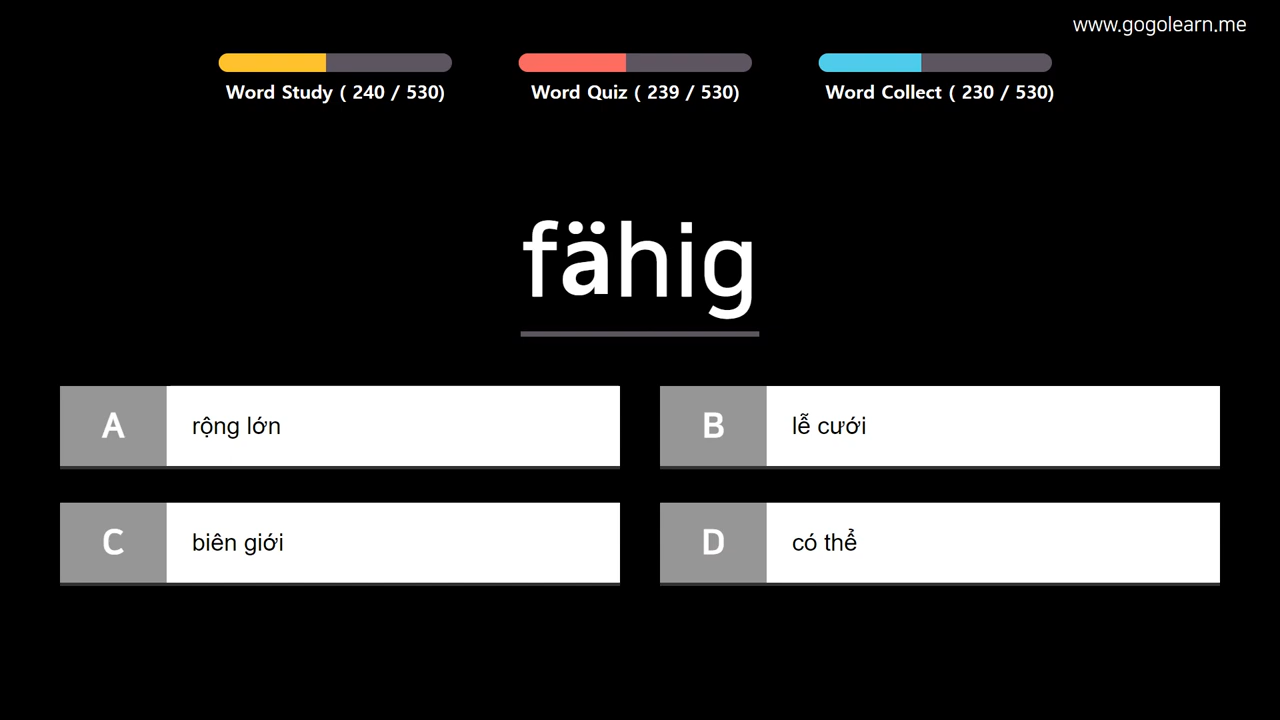 www.gogolearn.me
Word Study ( 240 / 530)
Word Quiz ( 239 / 530)
Word Collect ( 230 / 530)
fähig
A rộng lớn
B lễ cưới
C biên giới
D có thể